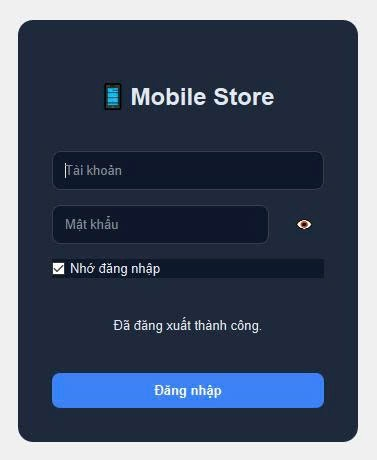 Mobile Store
Tài khoản
Mật khẩu
Nhớ đăng nhập
Đã đăng xuất thành công.
Đăng nhập